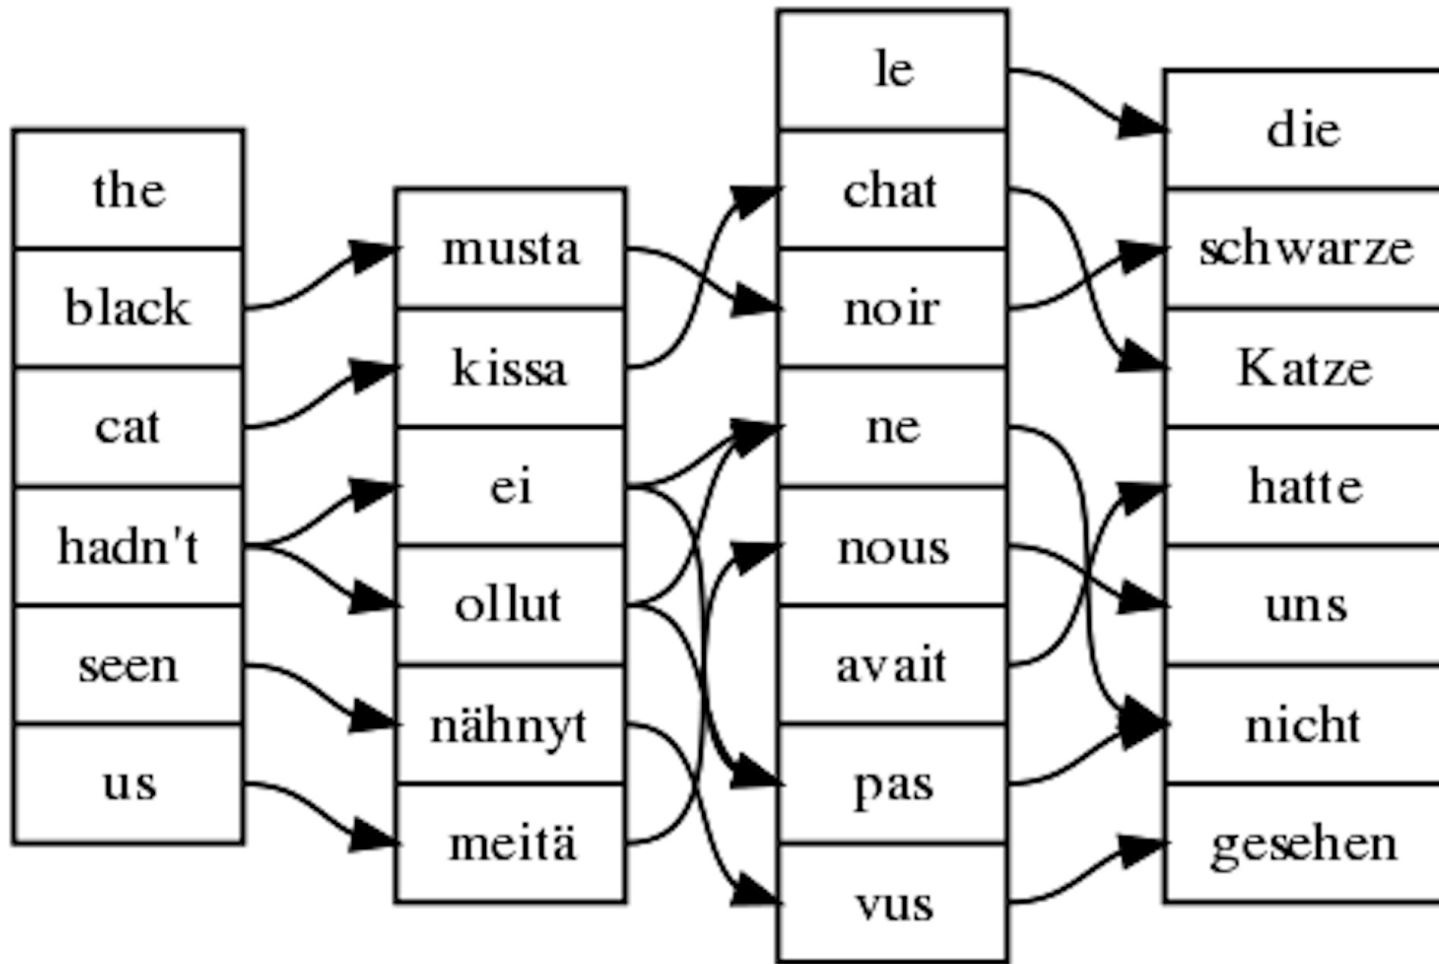 the
black
cat
hadn't
seen
us
musta
kissa
ei
ollut
nähnyt
meitä
le
chat
noir
ne
nous
avait
pas
vus
die
schwarze
Katze
hatte
uns
nicht
gesehen